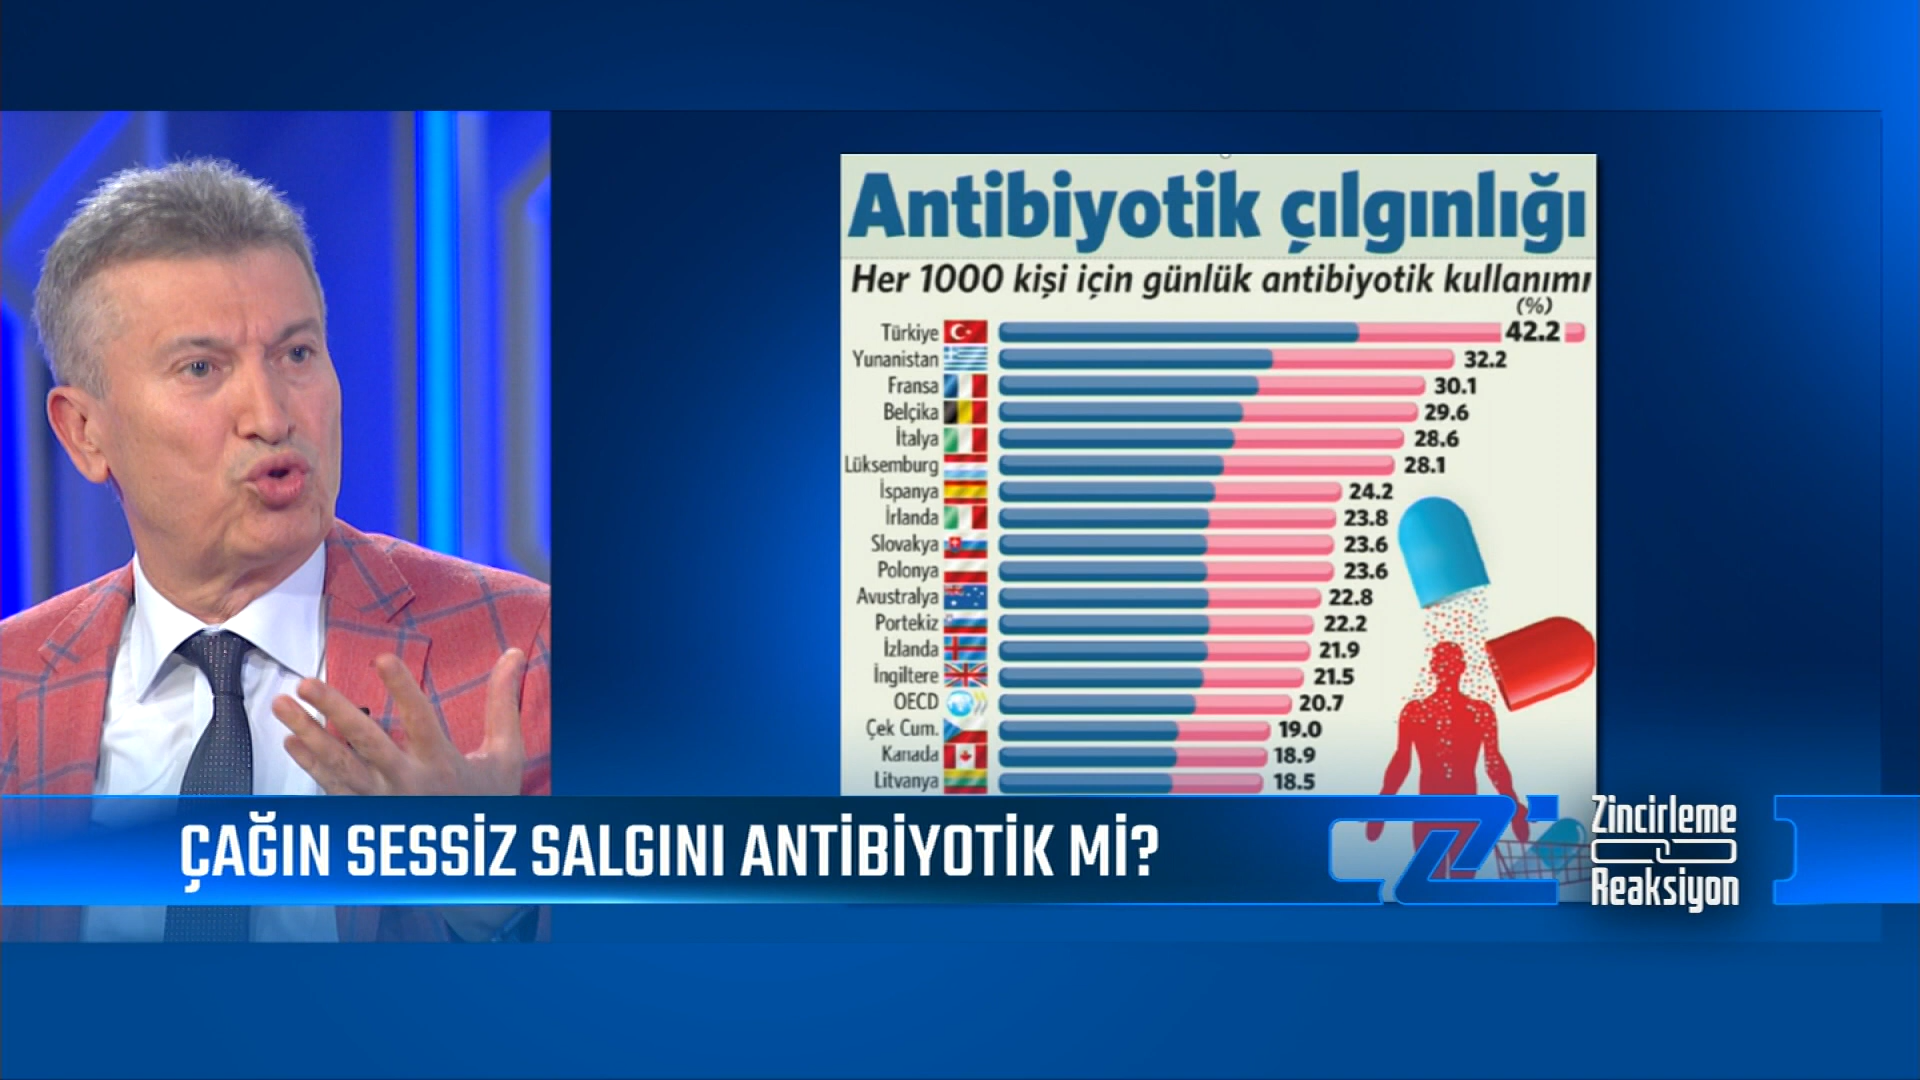 Antibiyotik çılgınlığı
Her 1000 kişi için günlük antibiyotik kullanımı
(%)
Türkiye 42.2
Yunanistan 32.2
Fransa 30.1
Belçika 29.6
İtalya 28.6
Lüksemburg 28.1
İspanya 24.2
İrlanda 23.8
Slovakya 23.6
Polonya 23.6
Avustralya 22.8
Portekiz 22.2
İzlanda 21.9
İngiltere 21.5
OECD 20.7
Çek Cum. 19.0
Kanada 18.9
Litvanya 18.5
ÇAĞIN SESSİZ SALGINI ANTİBİYOTİK Mİ?
Zincirleme
Reaksiyon